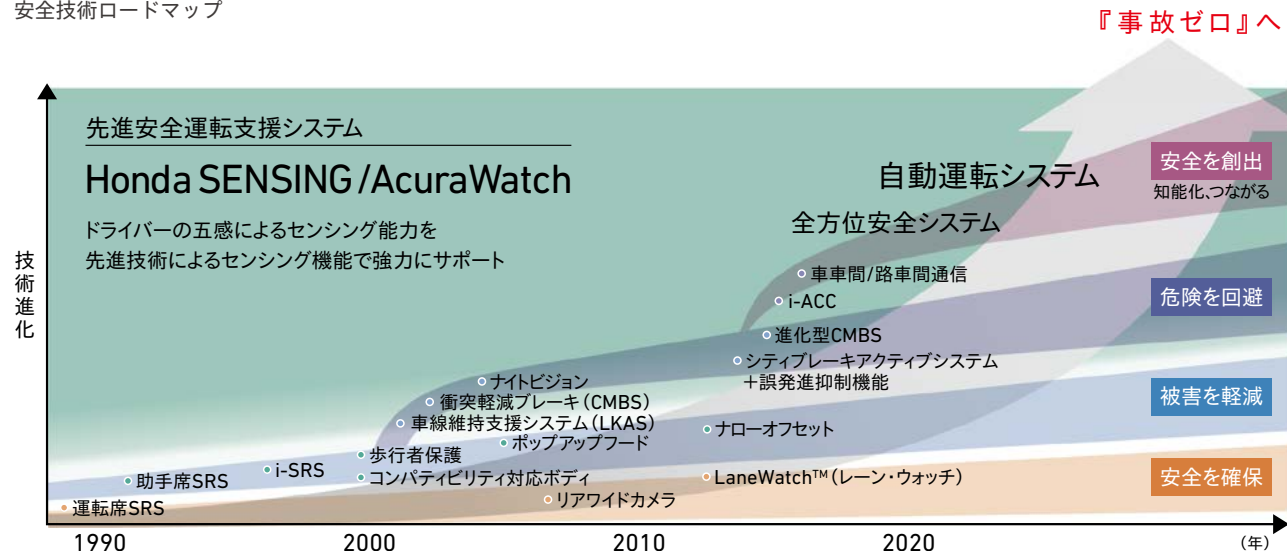 安全技術ロードマップ
『事故ゼロ』へ
先進安全運転支援システム
Honda SENSING/AcuraWatch
ドライバーの五感によるセンシング能力を
先進技術によるセンシング機能で強力にサポート
自動運転システム
全方位安全システム
安全を創出
知能化、つながる
技術進化
車車間/路車間通信
i-ACC
危険を回避
進化型CMBS
シティブレーキアクティブシステム
+誤発進抑制機能
ナイトビジョン
衝突軽減ブレーキ(CMBS)
車線維持支援システム(LKAS)
被害を軽減
ポップアップフード
ナローオフセット
歩行者保護
i-SRS
コンパティビリティ対応ボディ
助手席SRS
LaneWatch™(レーン・ウォッチ)
安全を確保
リアワイドカメラ
運転席SRS
1990
2000
2010
2020
(年)